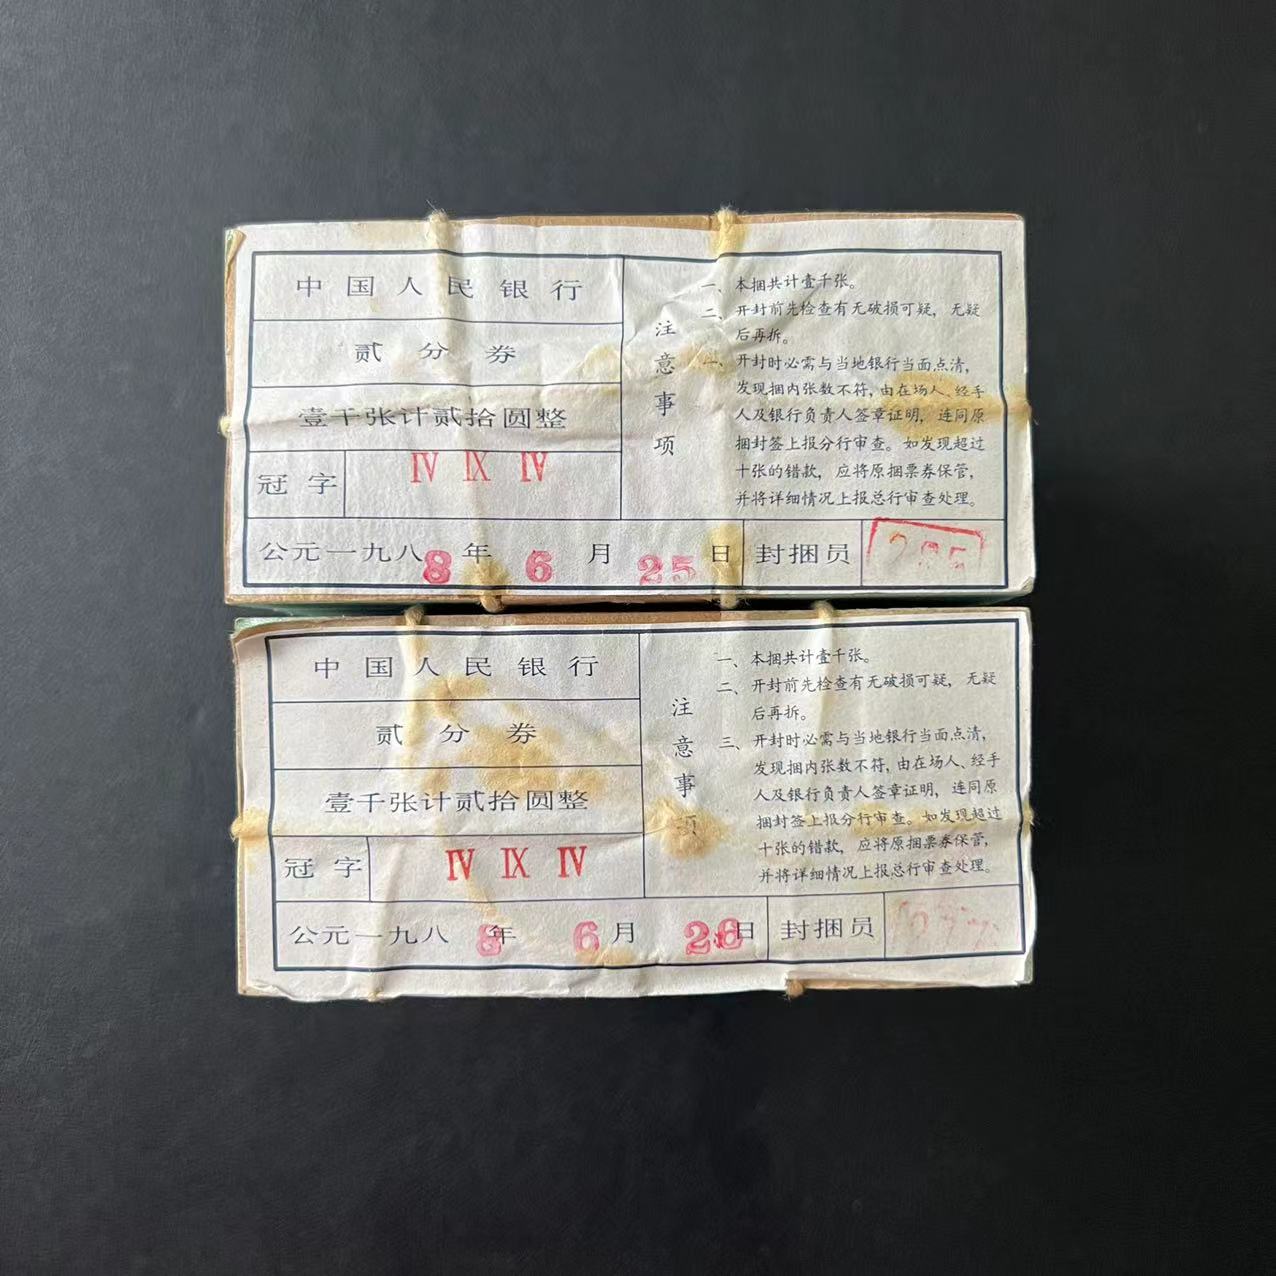 中国人民银行
贰分券
壹千张计贰拾圆整
冠字 Ⅳ Ⅸ Ⅳ
注意事项
一、本捆共计壹千张。
二、开封前先检查有无破损可疑，无疑
后再拆。
三、开封时必需与当地银行当面点清，
发现捆内张数不符，由在场人、经手
人及银行负责人签章证明，连同原
捆封签上报分行审查。如发现超过
十张的错款，应将原捆票券保管，
并将详细情况上报总行审查处理。
公元一九八8年6月25日 封捆员
中国人民银行
贰分券
壹千张计贰拾圆整
冠字 Ⅳ Ⅸ Ⅳ
注意事项
一、本捆共计壹千张。
二、开封前先检查有无破损可疑，无疑
后再拆。
三、开封时必需与当地银行当面点清，
发现捆内张数不符，由在场人、经手
人及银行负责人签章证明，连同原
捆封签上报分行审查。如发现超过
十张的错款，应将原捆票券保管，
并将详细情况上报总行审查处理。
公元一九八8年6月26日 封捆员